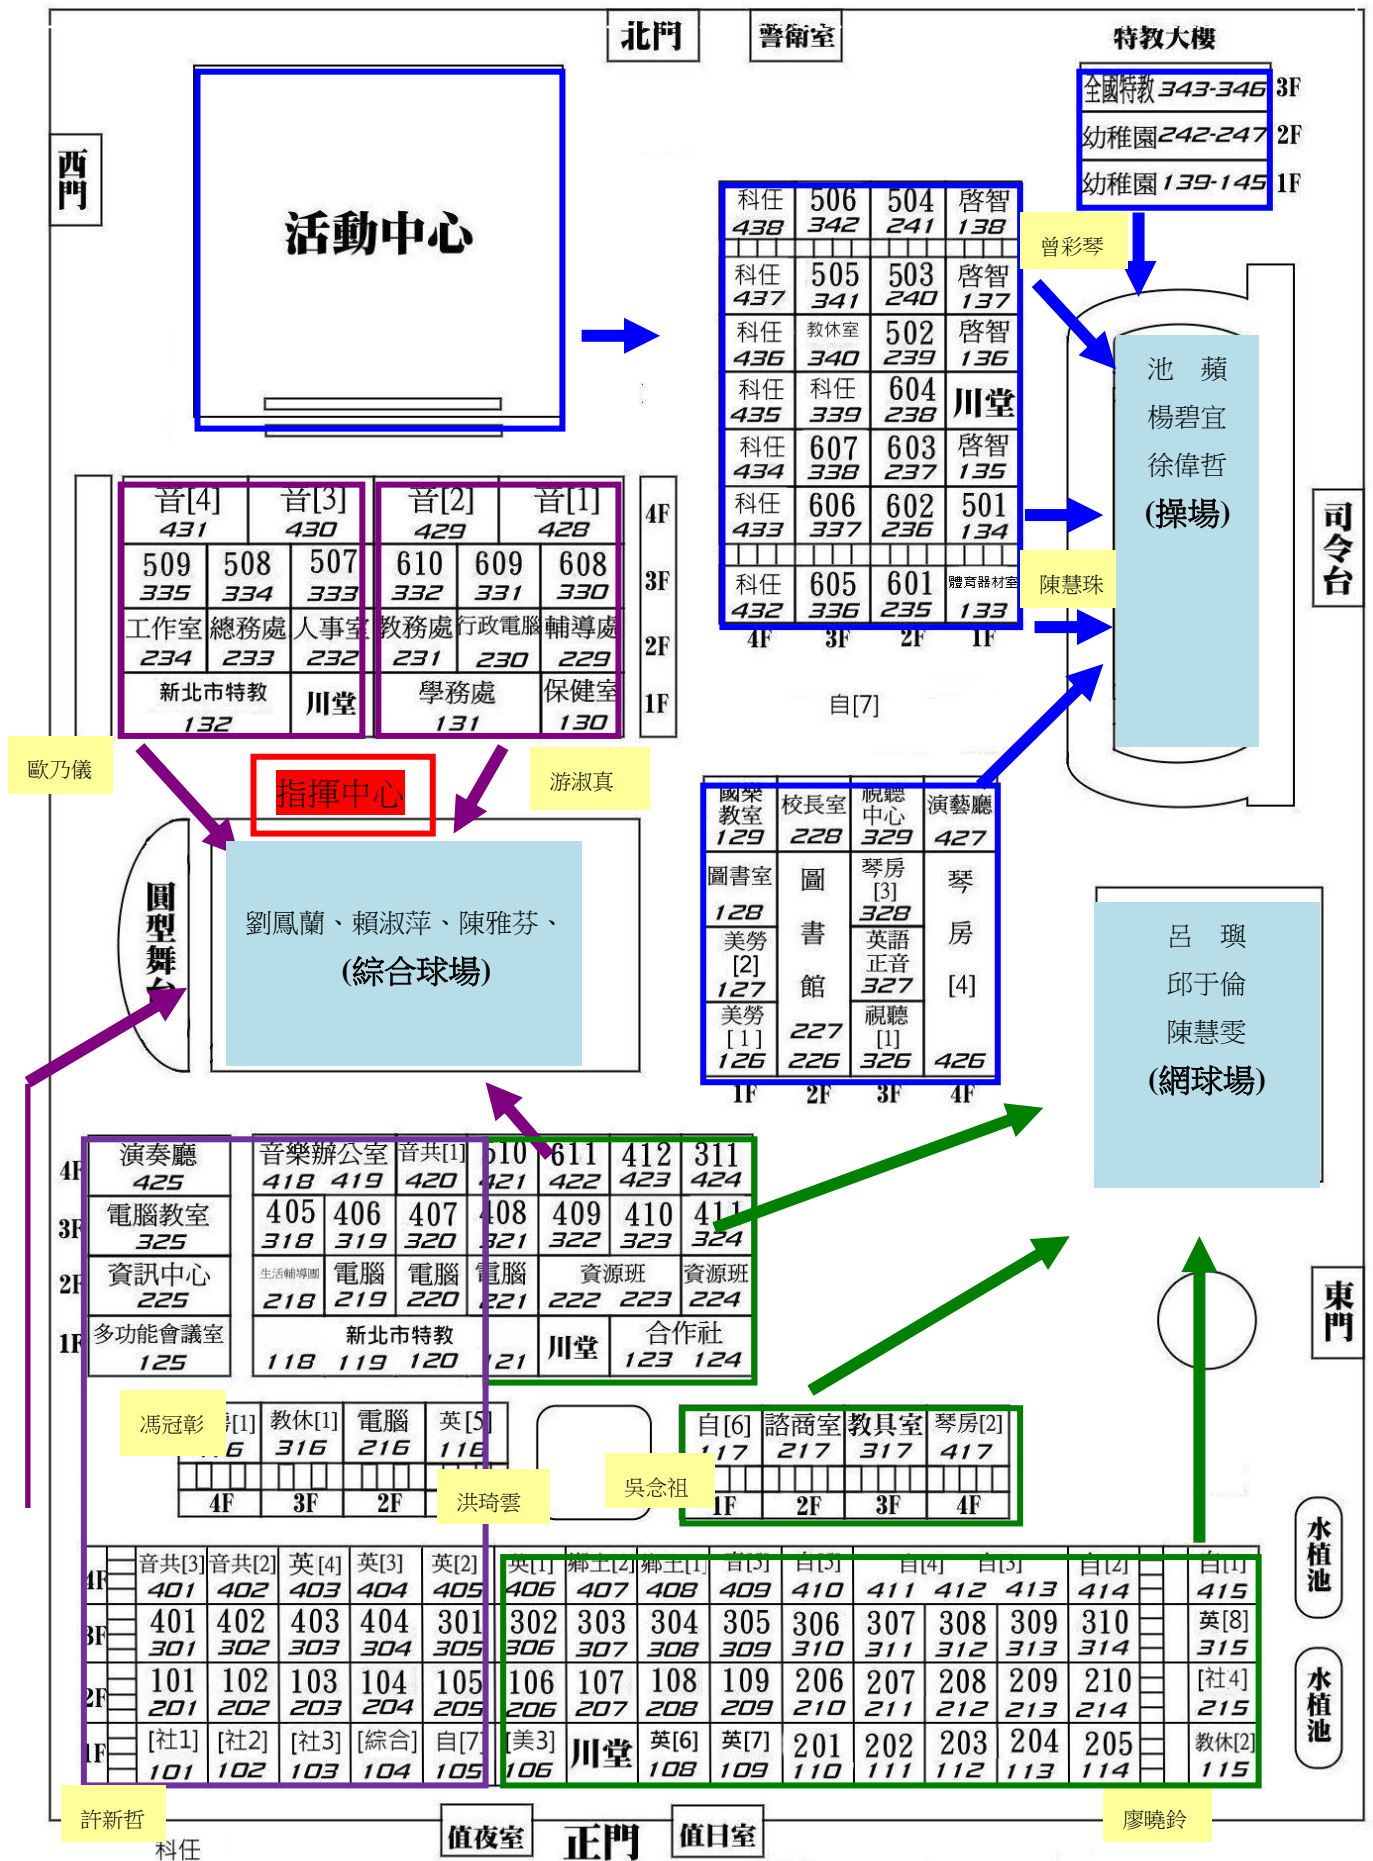 北門
警衛室
特教大樓
全國特教 343-346 3F
幼稚園 242-247 2F
幼稚園 139-145 1F
西門
活動中心
科任 506 504 啓智
438 342 241 138
曾彩琴
科任 505 503 啓智
437 341 240 137
科任 教休室 502 啓智
436 340 239 136
科任 科任 604 川堂
435 339 238
科任 607 603 啓智
434 338 237 135
科任 606 602 501
433 337 236 134
科任 605 601 體育器材室
432 336 235 133
4F 3F 2F 1F
陳慧珠
池 蘋
楊碧宜
徐偉哲
(操場)
司令台
音[4] 音[3] 音[2] 音[1] 4F
431 430 429 428
509 508 507 610 609 608 3F
335 334 333 332 331 330
工作室 總務處 人事室 教務處 行政電腦 輔導處 2F
234 233 232 231 230 229
新北市特教 川堂 學務處 保健室 1F
132 131 130
自[7]
歐乃儀
指揮中心
游淑真
國樂教室 校長室 視聽中心 演藝廳
129 228 329 427
圖書室 圖書館 琴房[3] 琴房[4]
128 328
美勞[2] 英語正音
127 327
美勞[1] 227 視聽[1]
126 226 326 426
1F 2F 3F 4F
圓型舞台
劉鳳蘭、賴淑萍、陳雅芬、
(綜合球場)
呂 璵
邱于倫
陳慧雯
(網球場)
4F 演奏廳 音樂辦公室 音共[1] 510 611 412 311
425 418 419 420 421 422 423 424
3F 電腦教室 405 406 407 408 409 410 411
325 318 319 320 321 322 323 324
2F 資訊中心 生活輔導團 電腦 電腦 電腦 資源班 資源班
225 218 219 220 221 222 223 224
1F 多功能會議室 新北市特教 川堂 合作社
125 118 119 120 121 123 124
東門
馮冠彰
[1] 教休[1] 電腦 英[5]
316 216 116
4F 3F 2F
洪琦雲
吳念祖
自[6] 諮商室 教具室 琴房[2]
117 217 317 417
1F 2F 3F 4F
水植池
水植池
4F 音共[3] 音共[2] 英[4] 英[3] 英[2] 英[1] 鄉土[2] 鄉土[1] 音[5] 自[5] 自[4] 自[3] 自[2] 自[1]
401 402 403 404 405 406 407 408 409 410 411 412 413 414 415
3F 401 402 403 404 301 302 303 304 305 306 307 308 309 310 英[8]
301 302 303 304 305 306 307 308 309 310 311 312 313 314 315
2F 101 102 103 104 105 106 107 108 109 206 207 208 209 210 [社4]
201 202 203 204 205 206 207 208 209 210 211 212 213 214 215
1F [社1] [社2] [社3] [綜合] 自[7] [美3] 川堂 英[6] 英[7] 201 202 203 204 205 教休[2]
101 102 103 104 105 106 108 109 110 111 112 113 114 115
許新哲
廖曉鈴
科任
值夜室
正門
值日室